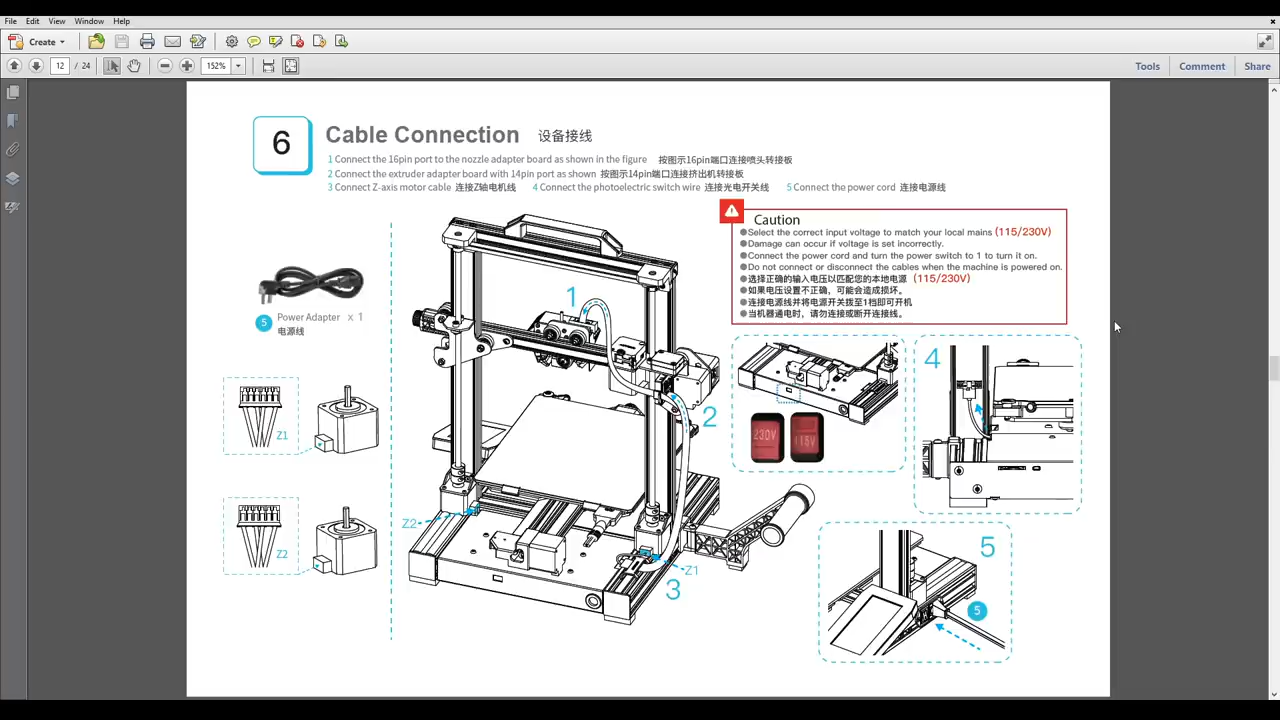 File Edit View Window Help
Create
12 / 24 152% Tools Comment Share
6 Cable Connection 设备接线
1 Connect the 16pin port to the nozzle adapter board as shown in the figure 按图示16pin端口连接喷头转接板
2 Connect the extruder adapter board with 14pin port as shown 按图示14pin端口连接挤出机转接板
3 Connect Z-axis motor cable 连接Z轴电机线 4 Connect the photoelectric switch wire 连接光电开关线 5 Connect the power cord 连接电源线
Caution
Select the correct input voltage to match your local mains (115/230V)
Damage can occur if voltage is set incorrectly.
Connect the power cord and turn the power switch to 1 to turn it on.
Do not connect or disconnect the cables when the machine is powered on.
选择正确的输入电压以匹配您的本地电源 (115/230V)
如果电压设置不正确，可能会造成损坏。
连接电源线并将电源开关拨至1档即可开机
当机器通电时，请勿连接或断开连接线。
5 Power Adapter x 1
电源线
Z1
Z2
1
2
Z2
Z1
3
230V 115V
4
5
5